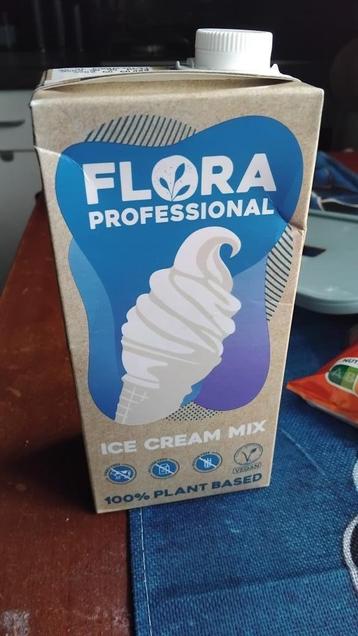 FLORA
PROFESSIONAL
ICE CREAM MIX
VEGAN
100% PLANT BASED